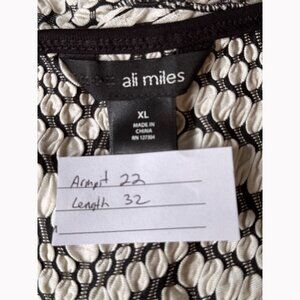 ali miles
XL
MADE IN
CHINA
RN 137304
Armpit 22
Length 32